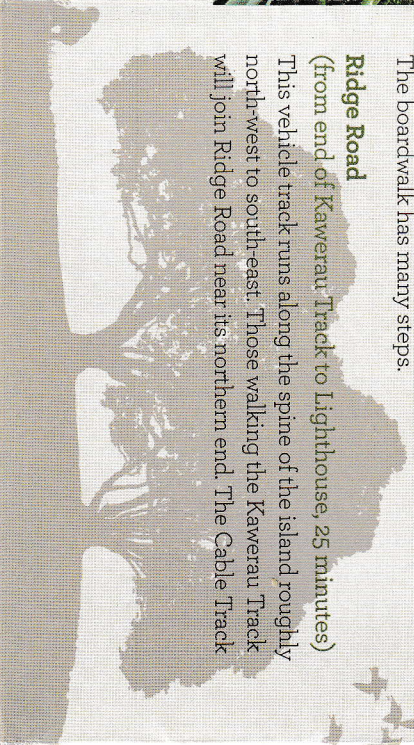 The boardwalk has many steps.
Ridge Road
(from end of Kawerau Track to Lighthouse, 25 minutes)
This vehicle track runs along the spine of the island roughly
north-west to south-east. Those walking the Kawerau Track
will join Ridge Road near its northern end. The Cable Track